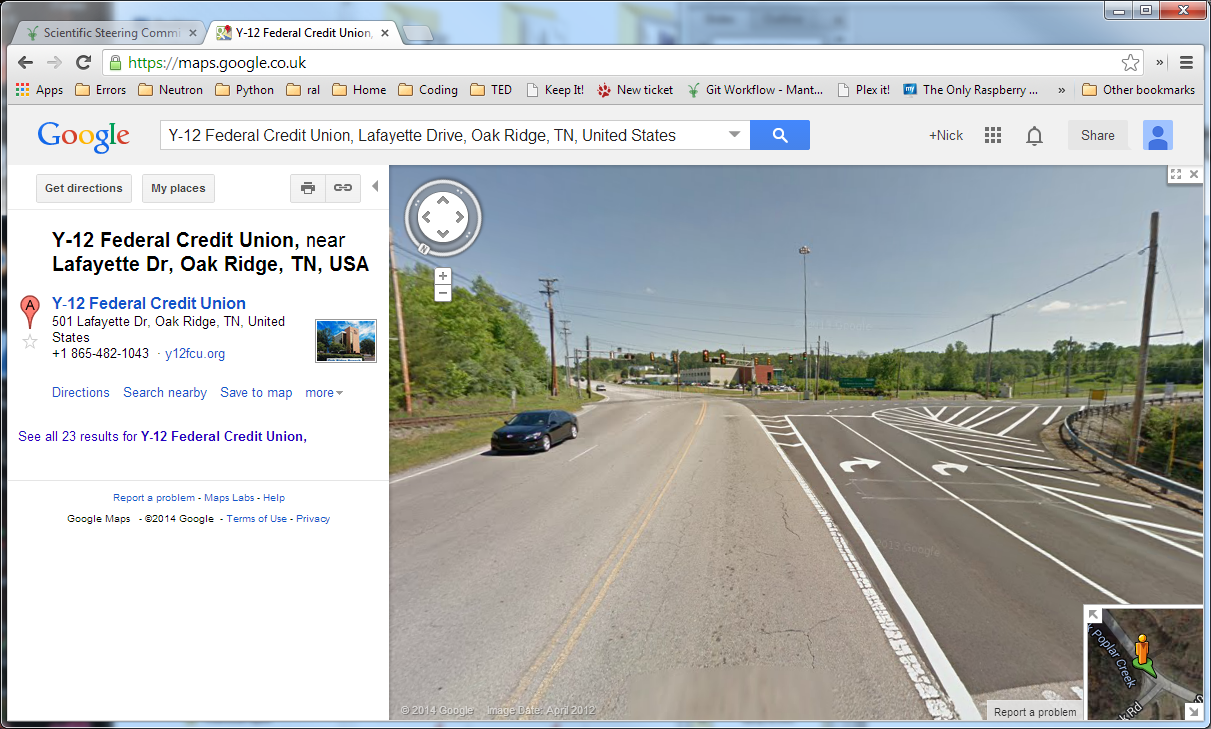 Scientific Steering Commi
Y-12 Federal Credit Union,
https://maps.google.co.uk
Apps Errors Neutron Python ral Home Coding TED Keep It! New ticket Git Workflow - Mant... Plex it! The Only Raspberry ... » Other bookmarks
Google
Y-12 Federal Credit Union, Lafayette Drive, Oak Ridge, TN, United States
+Nick
Share
Get directions
My places
Y-12 Federal Credit Union, near
Lafayette Dr, Oak Ridge, TN, USA
A
Y-12 Federal Credit Union
501 Lafayette Dr, Oak Ridge, TN, United
States
+1 865-482-1043 · y12fcu.org
Directions Search nearby Save to map more
See all 23 results for Y-12 Federal Credit Union,
Report a problem - Maps Labs - Help
Google Maps - ©2014 Google - Terms of Use - Privacy
N
© 2014 Google Image Date: April 2012
Report a problem
Poplar Creek
k Rd